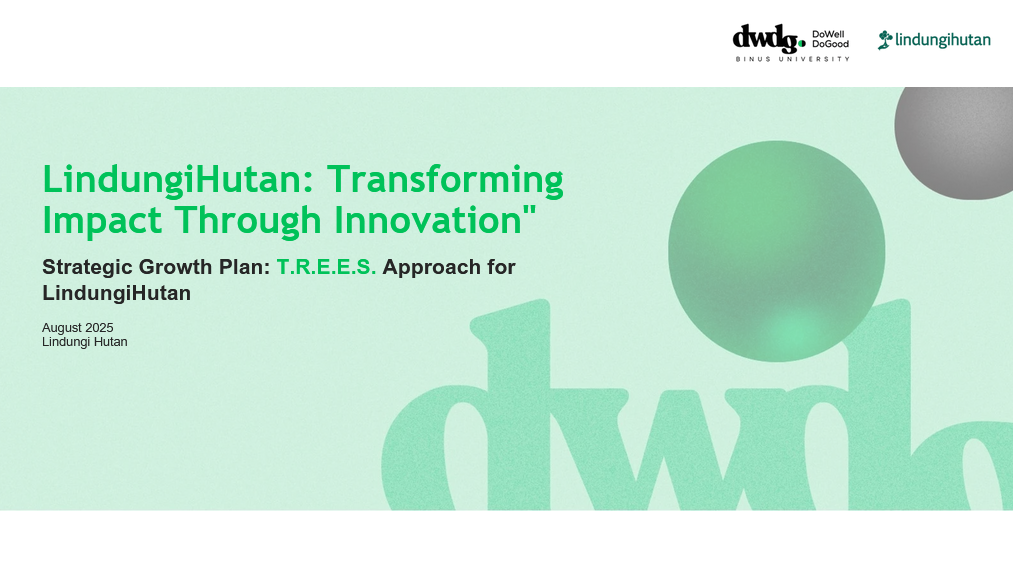 dwdg. DoWell
DoGood
BINUS UNIVERSITY
lindungihutan
LindungiHutan: Transforming
Impact Through Innovation"
Strategic Growth Plan: T.R.E.E.S. Approach for
LindungiHutan
August 2025
Lindungi Hutan
dwdg